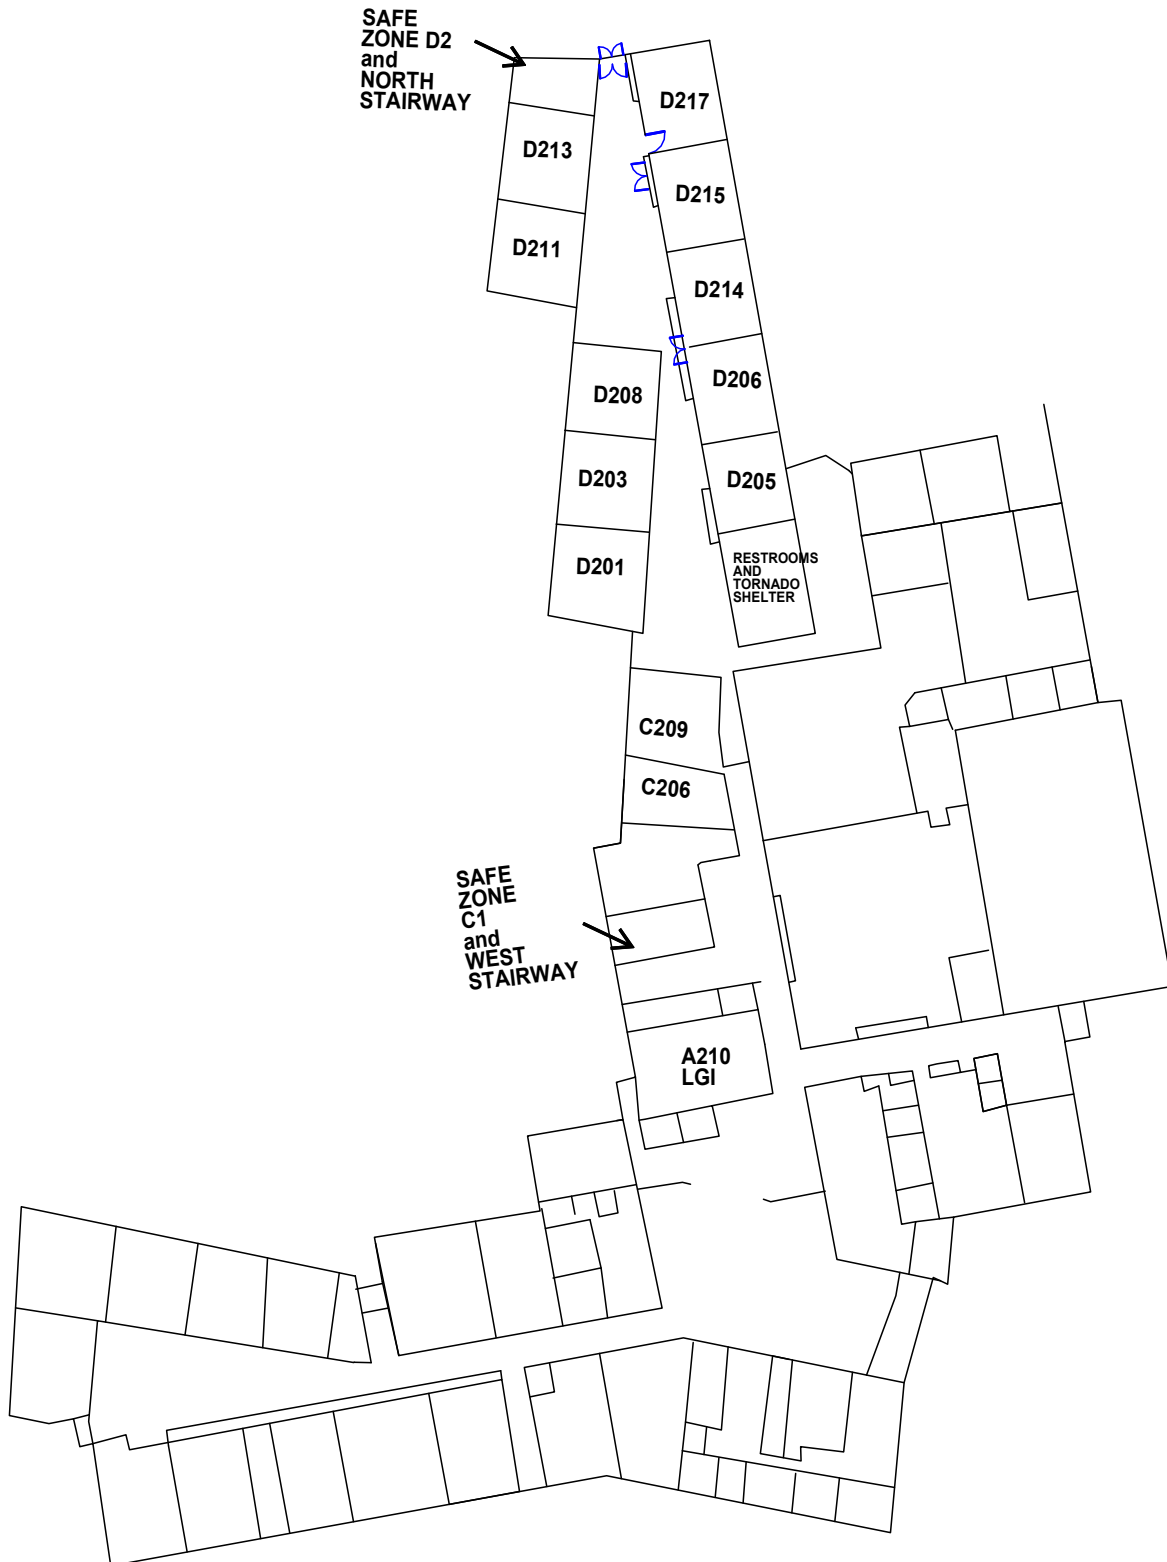 SAFE
ZONE D2
and
NORTH
STAIRWAY
D217
D213
D215
D211
D214
D206
D208
D203
D205
D201
RESTROOMS
AND
TORNADO
SHELTER
C209
C206
SAFE
ZONE
C1
and
WEST
STAIRWAY
A210
LGI